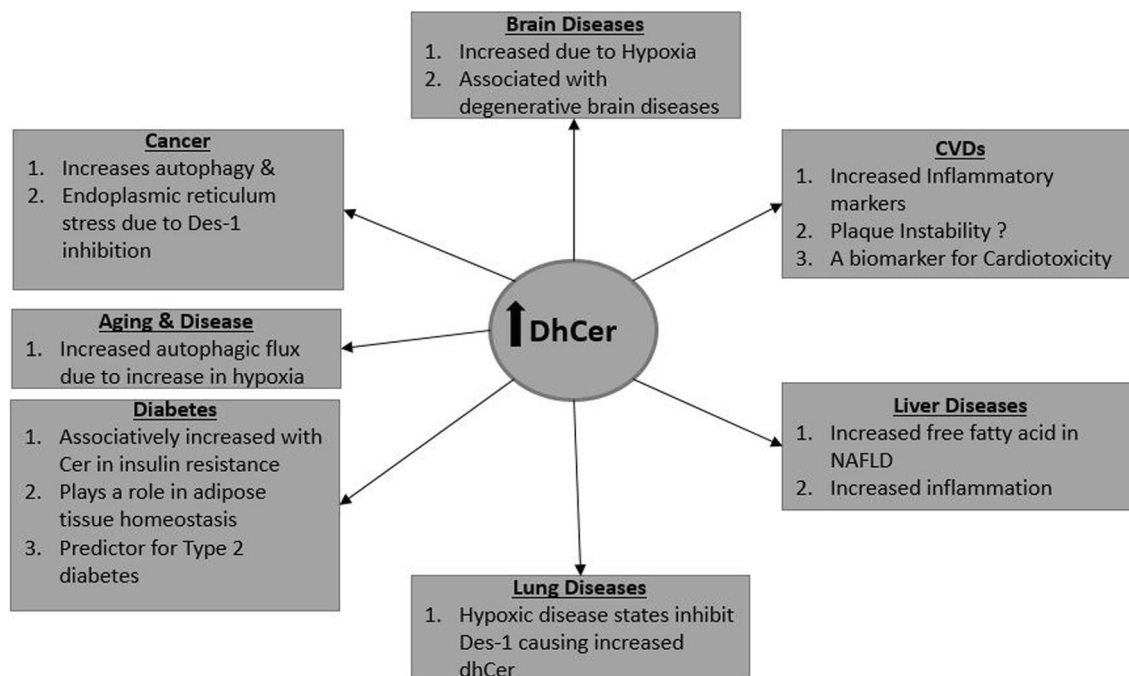 Brain Diseases
1. Increased due to Hypoxia
2. Associated with
degenerative brain diseases
Cancer
1. Increases autophagy &
2. Endoplasmic reticulum
stress due to Des-1
inhibition
CVDs
1. Increased Inflammatory
markers
2. Plaque Instability ?
3. A biomarker for Cardiotoxicity
DhCer
Aging & Disease
1. Increased autophagic flux
due to increase in hypoxia
Diabetes
1. Associatively increased with
Cer in insulin resistance
2. Plays a role in adipose
tissue homeostasis
3. Predictor for Type 2
diabetes
Liver Diseases
1. Increased free fatty acid in
NAFLD
2. Increased inflammation
Lung Diseases
1. Hypoxic disease states inhibit
Des-1 causing increased
dhCer